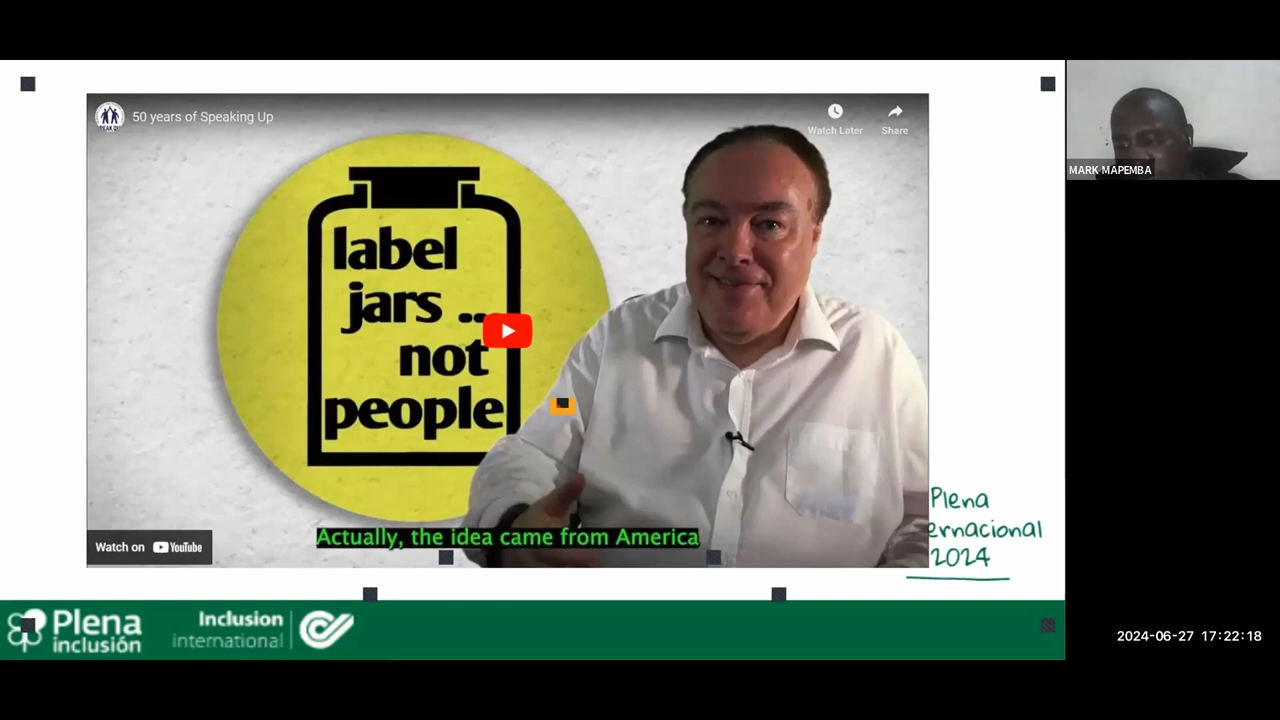 50 years of Speaking Up
Watch Later
Share
label
jars ..
not
people
Actually, the idea came from America
Watch on YouTube
Plena
ernacional
2024
Plena
inclusión
Inclusion
international
MARK MAPEMBA
2024-06-27 17:22:18